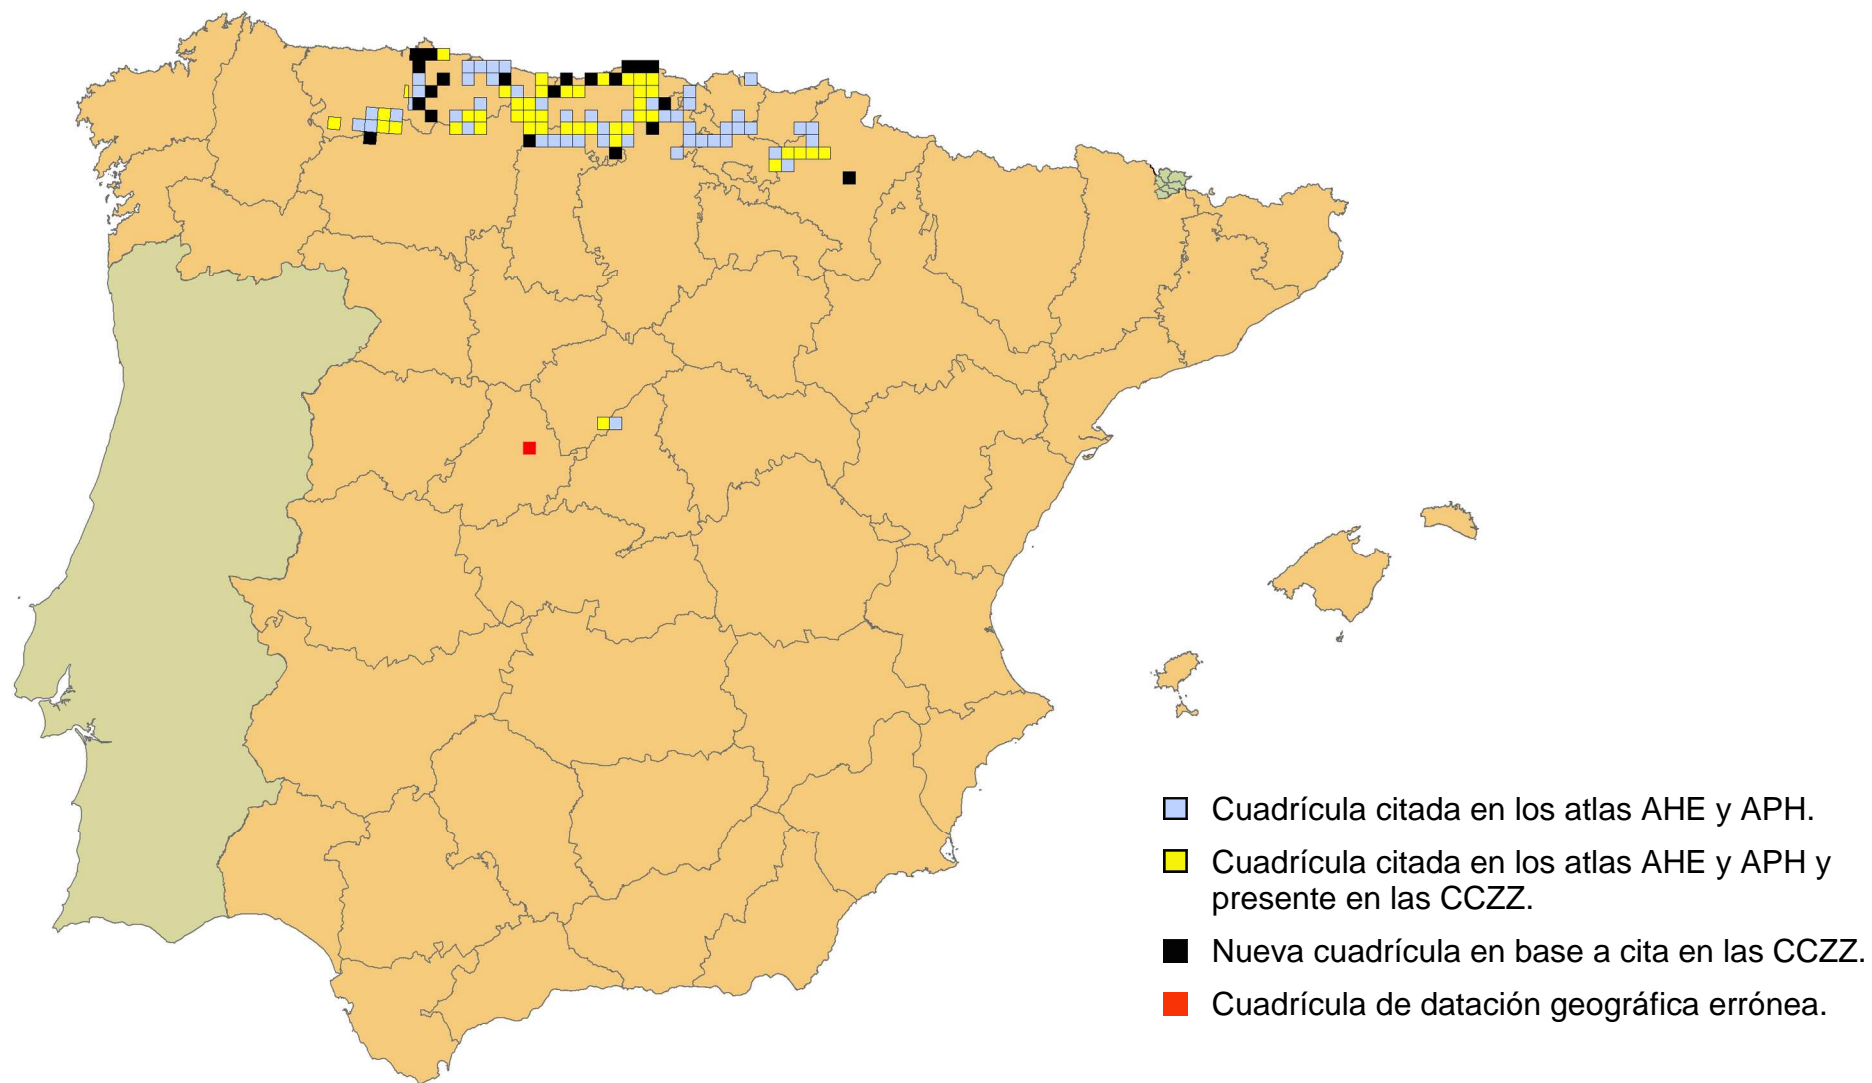 Cuadrícula citada en los atlas AHE y APH.
Cuadrícula citada en los atlas AHE y APH y
presente en las CCZZ.
Nueva cuadrícula en base a cita en las CCZZ.
Cuadrícula de datación geográfica errónea.